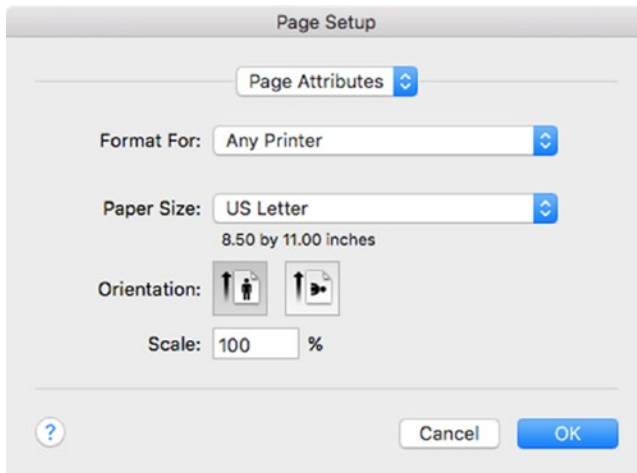 Page Setup
Page Attributes
Format For: Any Printer
Paper Size: US Letter
8.50 by 11.00 inches
Orientation:
Scale: 100 %
? Cancel OK